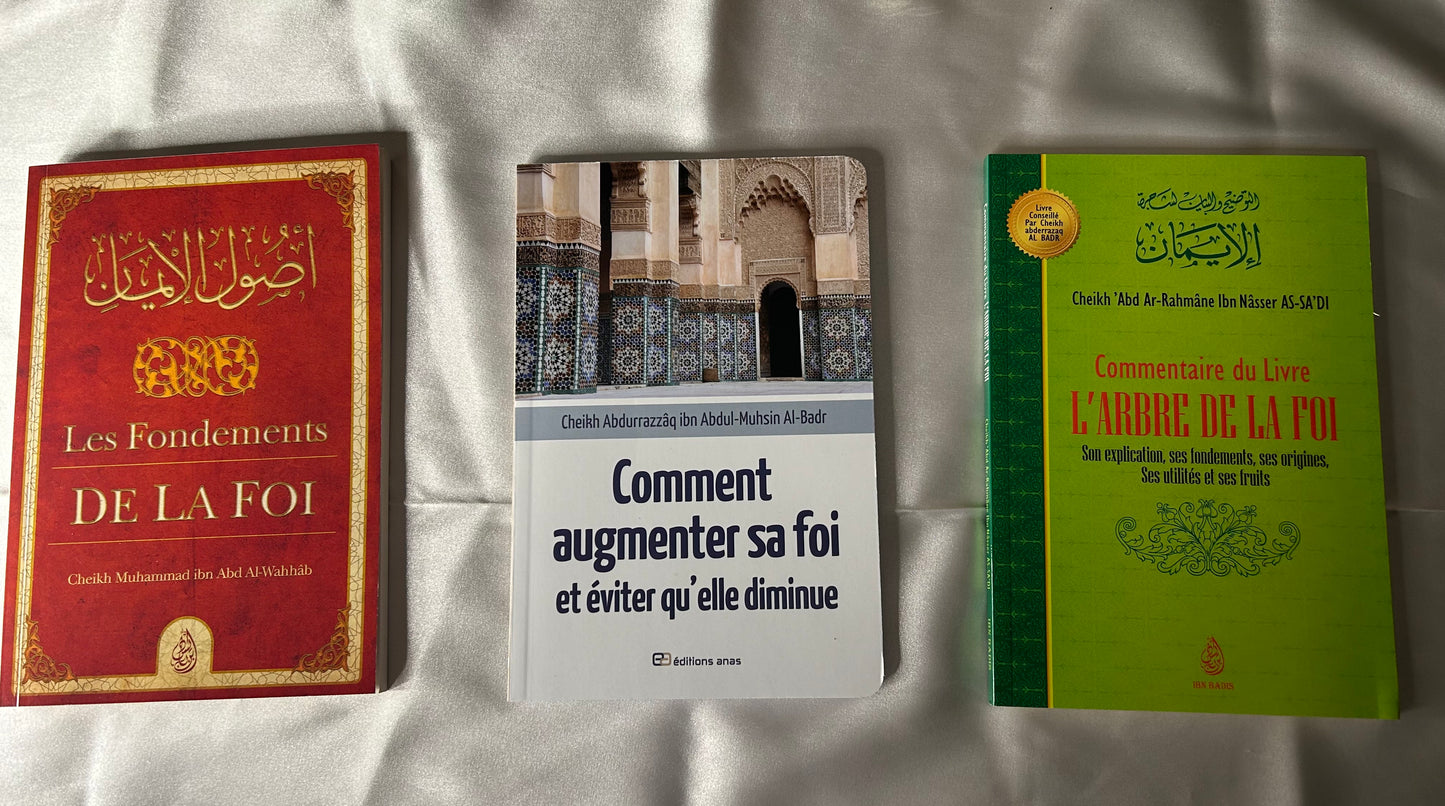 أصول الإيمان
Les Fondements
DE LA FOI
Cheikh Muhammad ibn Abd Al-Wahhâb
Cheikh Abdurrazzâq ibn Abdul-Muhsin Al-Badr
Comment
augmenter sa foi
et éviter qu'elle diminue
éditions anas
Livre
Conseillé
Par Cheikh
abderrazaq
AL BADR
التوضيح والبيان لشجرة
الإيمان
Cheikh 'Abd Ar-Rahmâne Ibn Nâsser AS-SA'DI
Commentaire du Livre
L'ARBRE DE LA FOI
Son explication, ses fondements, ses origines,
Ses utilités et ses fruits
IBN BADIS